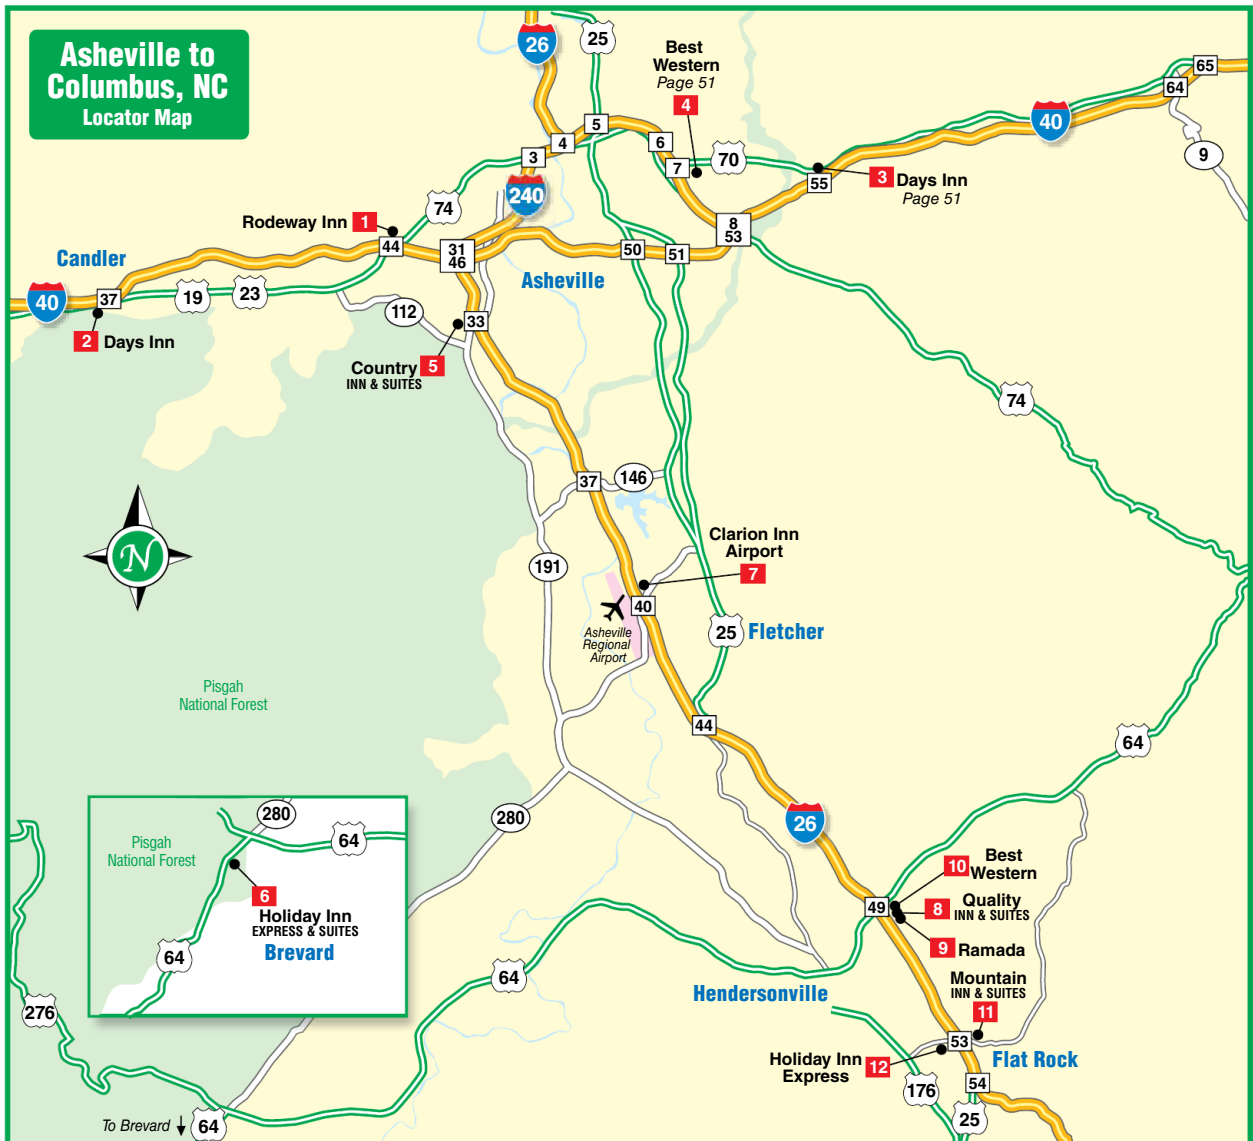 Asheville to
Columbus, NC
Locator Map
26
25
Best
Western
Page 51
4
65
64
40
5
4
3
6
7
70
9
240
55
3 Days Inn
Page 51
74
Rodeway Inn 1
44
8
53
31
46
50
51
Candler
Asheville
40
37
19
23
112
33
2 Days Inn
Country 5
INN & SUITES
74
37
146
N
Clarion Inn
Airport
7
191
40
Asheville
Regional
Airport
25
Fletcher
Pisgah
National Forest
44
64
26
280
280
64
Pisgah
National Forest
6
Holiday Inn
EXPRESS & SUITES
Brevard
64
10 Best
Western
49
8 Quality
INN & SUITES
9 Ramada
64
Mountain
INN & SUITES
11
Hendersonville
276
53
Holiday Inn
Express 12
Flat Rock
54
176
25
To Brevard
64